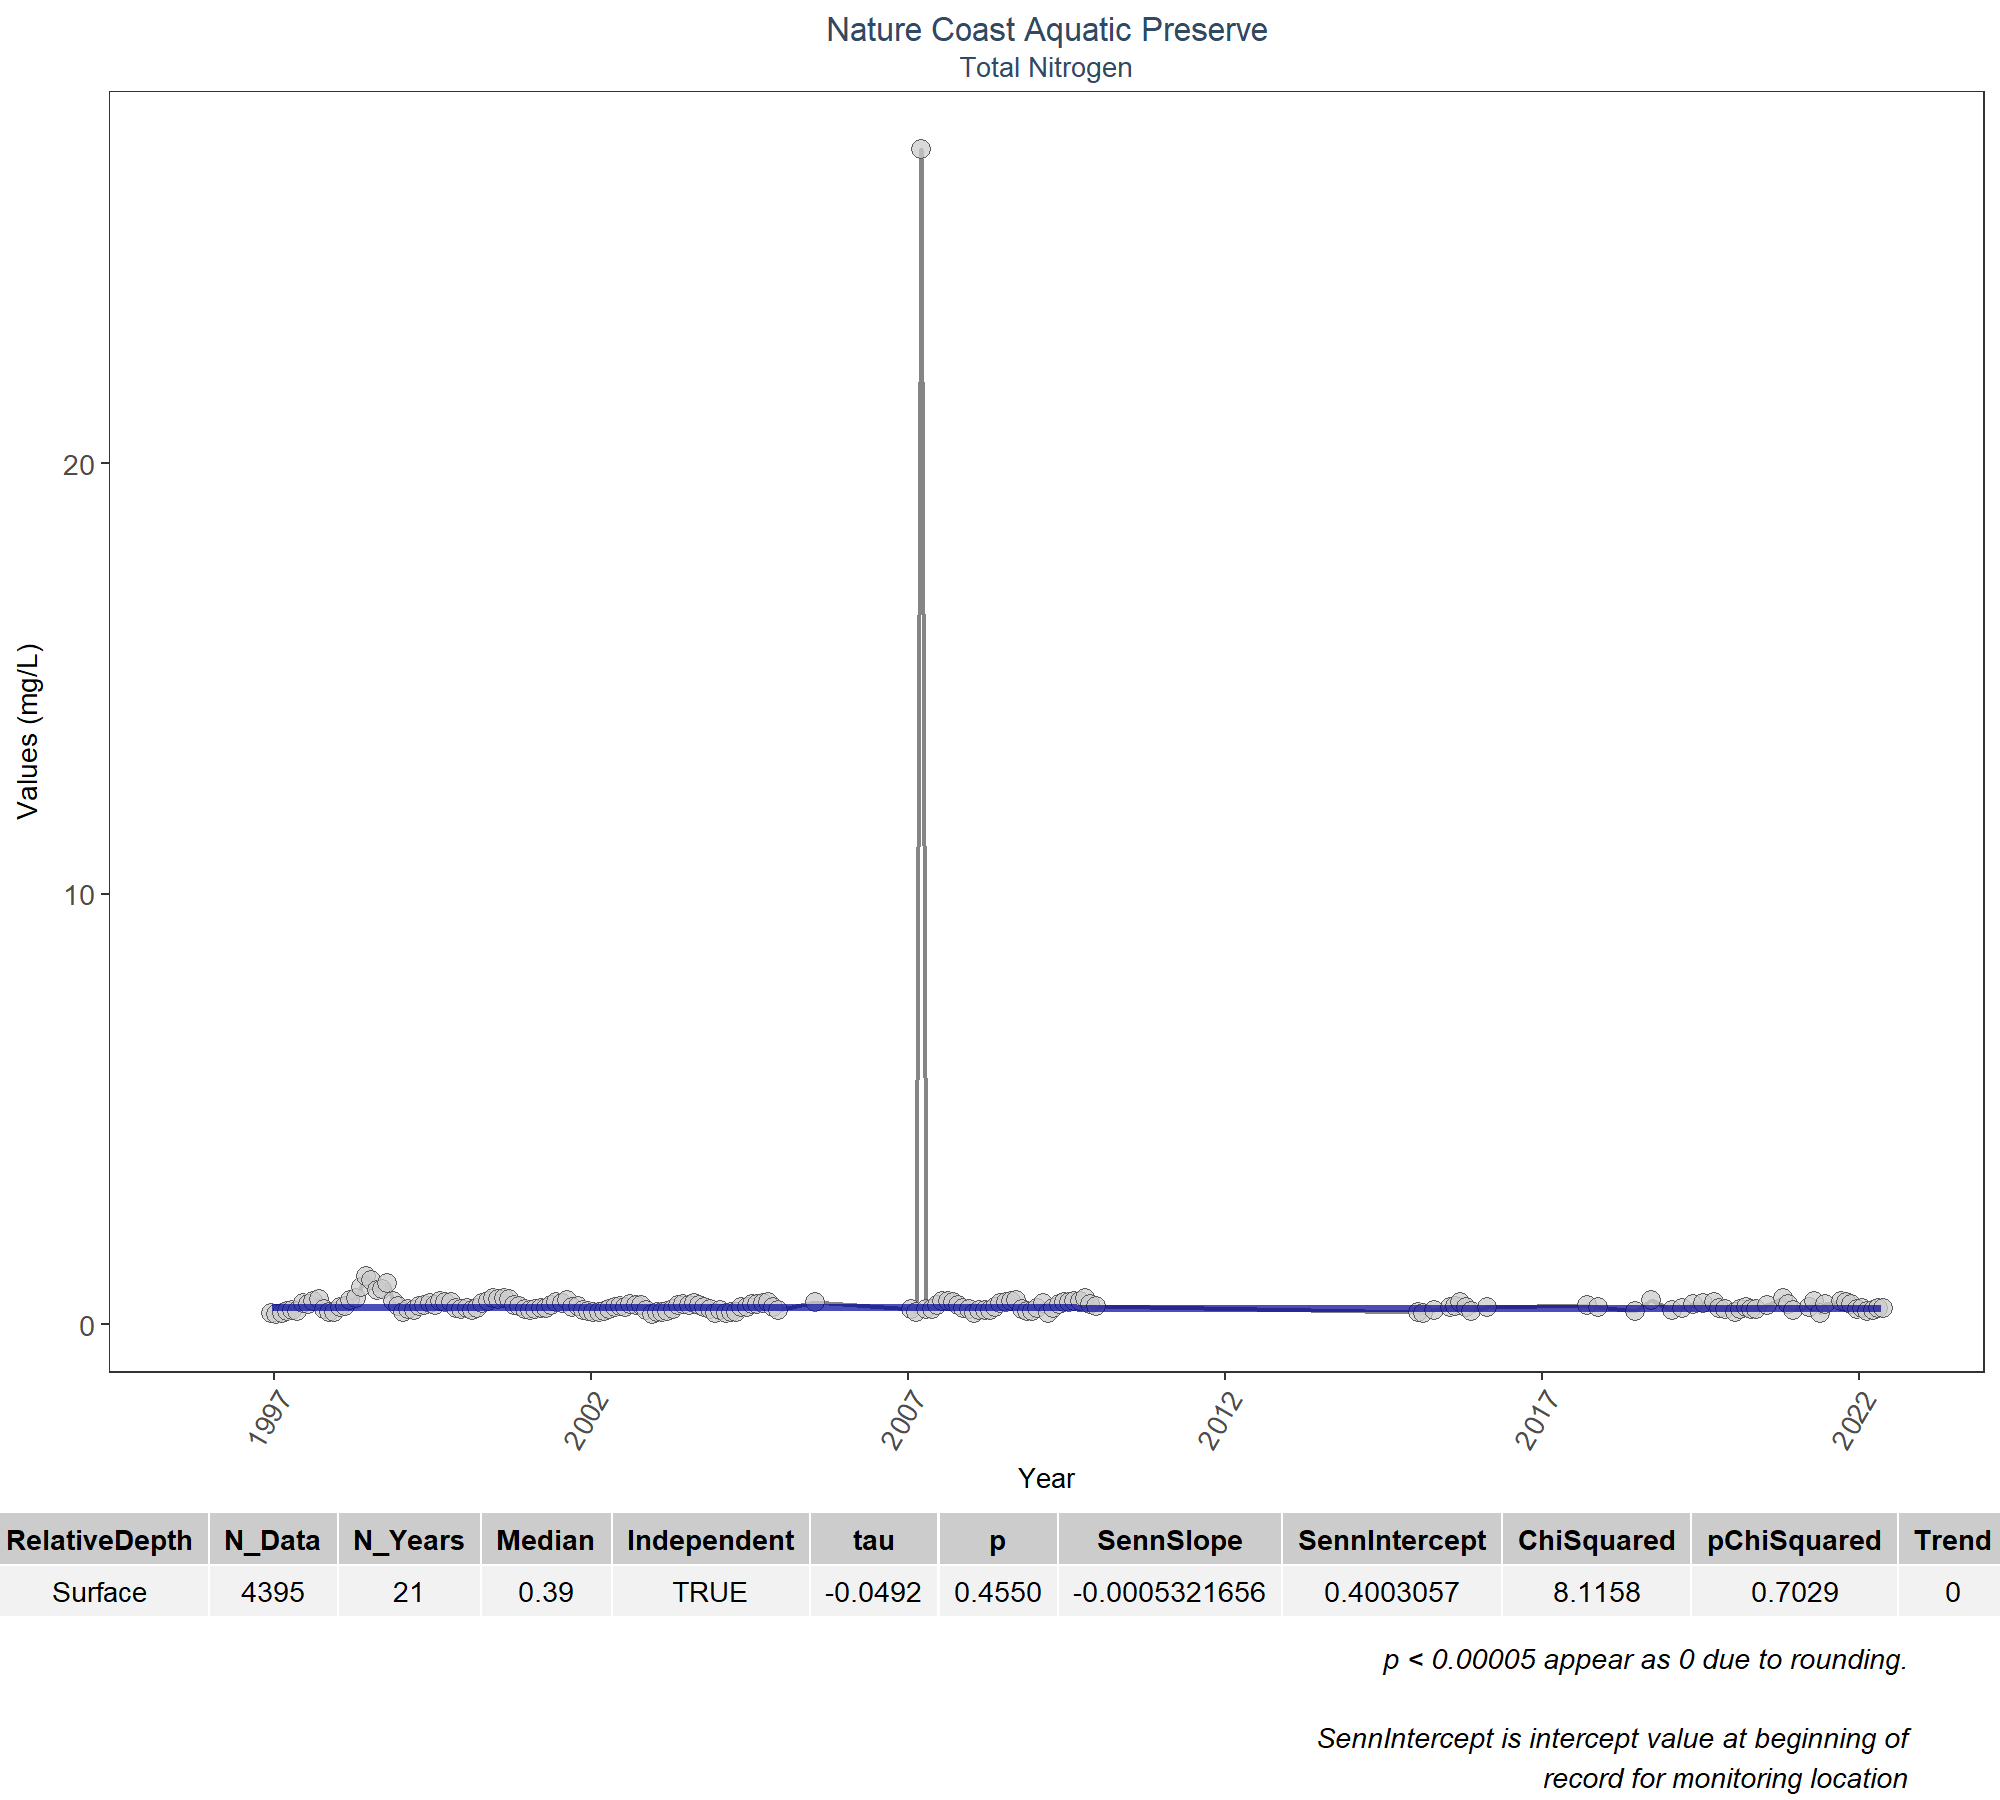 Nature Coast Aquatic Preserve
Total Nitrogen
Values (mg/L)
20
10
0
1997
2002
2007
2012
2017
2022
Year
RelativeDepth N_Data N_Years Median Independent tau p SennSlope SennIntercept ChiSquared pChiSquared Trend
Surface 4395 21 0.39 TRUE -0.0492 0.4550 -0.0005321656 0.4003057 8.1158 0.7029 0
p < 0.00005 appear as 0 due to rounding.
SennIntercept is intercept value at beginning of
record for monitoring location